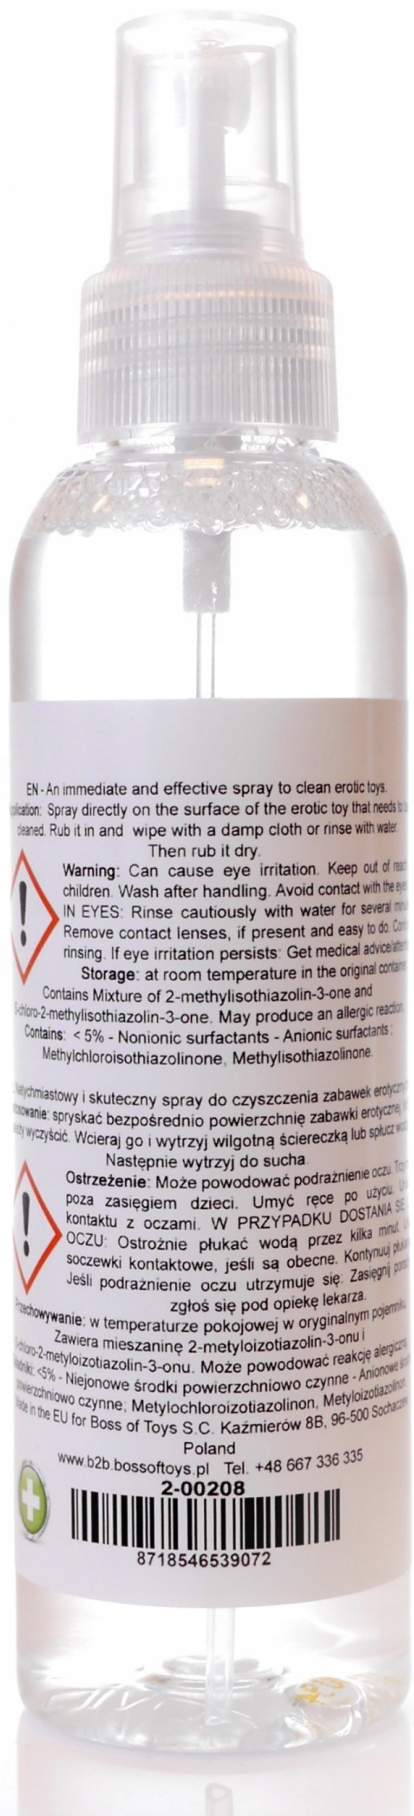 EN - An immediate and effective spray to clean erotic toys.
Spray directly on the surface of the erotic toy that needs to
cleaned. Rub it in and wipe with a damp cloth or rinse with water.
Then rub it dry.
Warning: Can cause eye irritation. Keep out of
children. Wash after handling. Avoid contact with the
IN EYES: Rinse cautiously with water for several
Remove contact lenses, if present and easy to do.
rinsing. If eye irritation persists: Get medical
Storage: at room temperature in the original
Contains Mixture of 2-methylisothiazolin-3-one and
5-chloro-2-methylisothiazolin-3-one. May produce an allergic reaction.
Contains: < 5% - Nonionic surfactants - Anionic surfactants ;
Methylchloroisothiazolinone, Methylisothiazolinone.
i skuteczny spray do czyszczenia zabawek
spryskać bezpośrednio powierzchnię zabawki erotycznej,
wyczyścić. Wcieraj go i wytrzyj wilgotną ściereczką lub spłucz
Następnie wytrzyj do sucha.
Ostrzeżenie: Może powodować podrażnienie oczu.
poza zasięgiem dzieci. Umyć ręce po użyciu.
kontaktu z oczami. W PRZYPADKU DOSTANIA SIĘ
OCZU: Ostrożnie płukać wodą przez kilka minut.
soczewki kontaktowe, jeśli są obecne. Kontynuuj
Jeśli podrażnienie oczu utrzymuje się: Zasięgnij
zgłoś się pod opiekę lekarza.
Przechowywanie: w temperaturze pokojowej w oryginalnym
Zawiera mieszaninę 2-metyloizotiazolin-3-onu i
5-chloro-2-metyloizotiazolin-3-onu. Może powodować reakcję
<5% - Niejonowe środki powierzchniowo czynne - Anionowe
powierzchniowo czynne, Metylochloroizotiazolinon, Metyloizotiazolinon.
Made in the EU for Boss of Toys S.C. Kaźmierów 8B, 96-500
Poland
www.b2b.bossoftoys.pl Tel. +48 667 336 335
2-00208
8718546539072